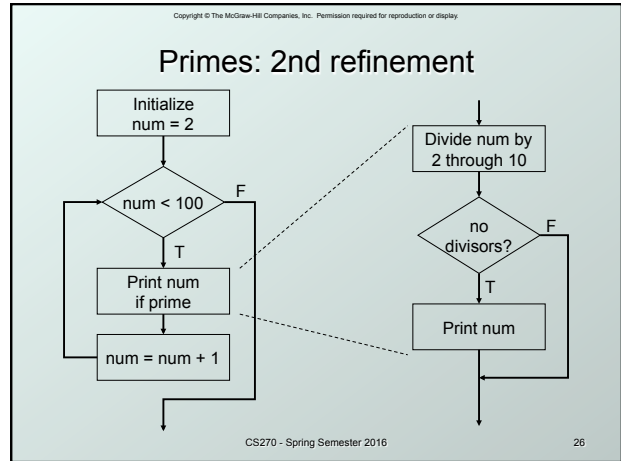 Copyright © The McGraw-Hill Companies, Inc. Permission required for reproduction or display.
Primes: 2nd refinement
Initialize
num = 2
num < 100
F
T
Print num
if prime
num = num + 1
Divide num by
2 through 10
no
divisors?
F
T
Print num
CS270 - Spring Semester 2016
26